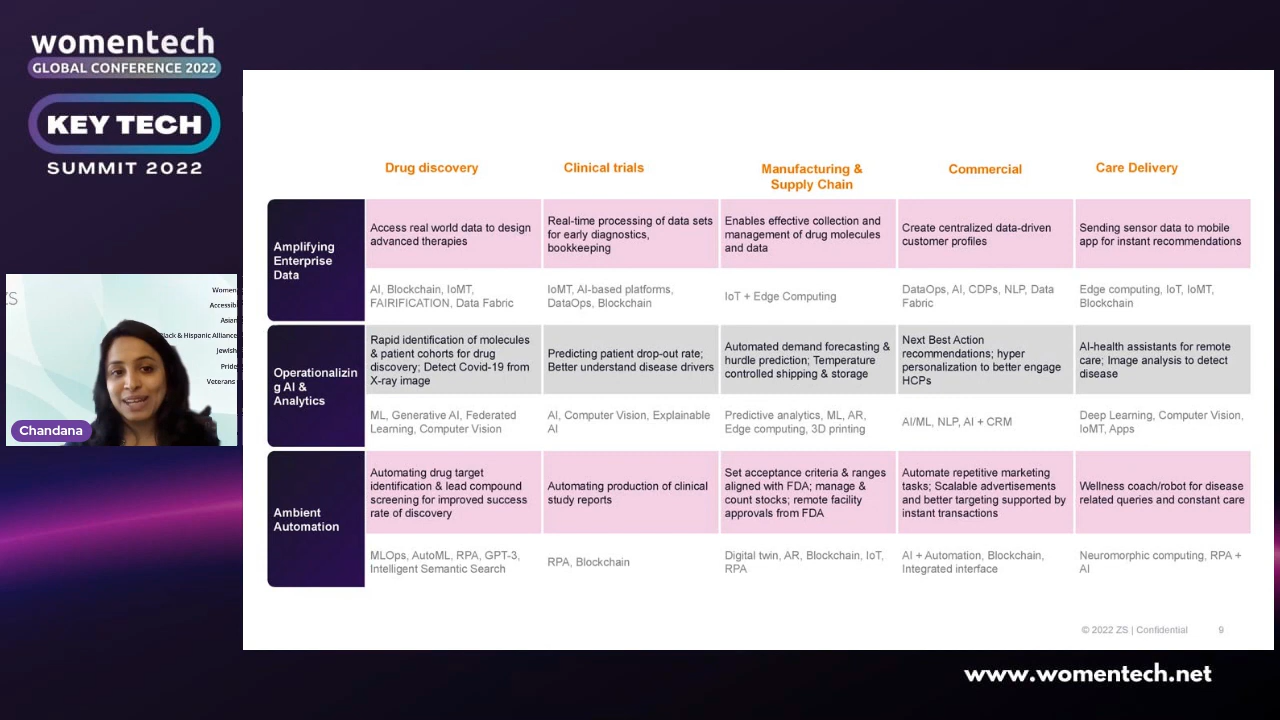 womentech
GLOBAL CONFERENCE 2022
KEY TECH
SUMMIT 2022
ZS
Women
Accessib
Asian
Black & Hispanic Alliance
Jewish
Pride
Veterans
Chandana
Drug discovery
Clinical trials
Manufacturing &
Supply Chain
Commercial
Care Delivery
Amplifying
Enterprise
Data
Access real world data to design
advanced therapies
Real-time processing of data sets
for early diagnostics,
bookkeeping
Enables effective collection and
management of drug molecules
and data
Create centralized data-driven
customer profiles
Sending sensor data to mobile
app for instant recommendations
AI, Blockchain, IoMT,
FAIRIFICATION, Data Fabric
IoMT, AI-based platforms,
DataOps, Blockchain
IoT + Edge Computing
DataOps, AI, CDPs, NLP, Data
Fabric
Edge computing, IoT, IoMT,
Blockchain
Operationalizin
g AI &
Analytics
Rapid identification of molecules
& patient cohorts for drug
discovery; Detect Covid-19 from
X-ray image
Predicting patient drop-out rate;
Better understand disease drivers
Automated demand forecasting &
hurdle prediction; Temperature
controlled shipping & storage
Next Best Action
recommendations; hyper
personalization to better engage
HCPs
AI-health assistants for remote
care; Image analysis to detect
disease
ML, Generative AI, Federated
Learning, Computer Vision
AI, Computer Vision, Explainable
AI
Predictive analytics, ML, AR,
Edge computing, 3D printing
AI/ML, NLP, AI + CRM
Deep Learning, Computer Vision,
IoMT, Apps
Ambient
Automation
Automating drug target
identification & lead compound
screening for improved success
rate of discovery
Automating production of clinical
study reports
Set acceptance criteria & ranges
aligned with FDA; manage &
count stocks; remote facility
approvals from FDA
Automate repetitive marketing
tasks; Scalable advertisements
and better targeting supported by
instant transactions
Wellness coach/robot for disease
related queries and constant care
MLOps, AutoML, RPA, GPT-3,
Intelligent Semantic Search
RPA, Blockchain
Digital twin, AR, Blockchain, IoT,
RPA
AI + Automation, Blockchain,
Integrated interface
Neuromorphic computing, RPA +
AI
© 2022 ZS | Confidential
9
www.womentech.net